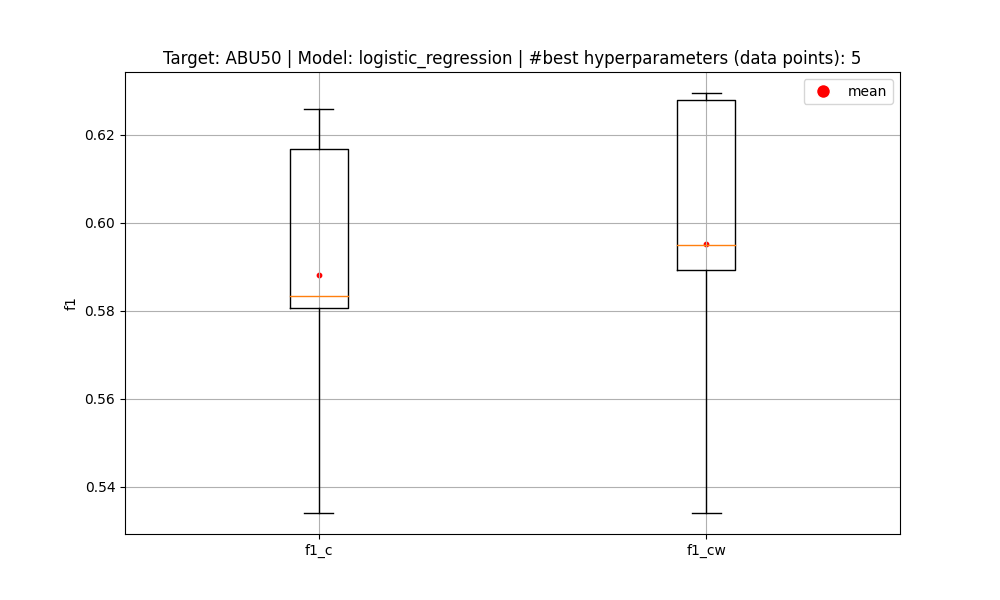 Target: ABU50 | Model: logistic_regression | #best hyperparameters (data points): 5
mean
0.62
0.60
0.58
0.56
0.54
f1
f1_c
f1_cw